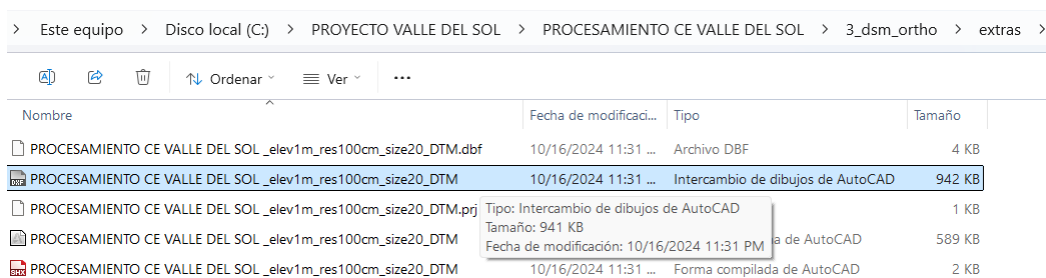 > Este equipo > Disco local (C:) > PROYECTO VALLE DEL SOL > PROCESAMIENTO CE VALLE DEL SOL > 3_dsm_ortho > extras >
Ordenar Ver ...
Nombre Fecha de modificaci... Tipo Tamaño
PROCESAMIENTO CE VALLE DEL SOL _elev1m_res100cm_size20_DTM.dbf 10/16/2024 11:31 ... Archivo DBF 4 KB
DXF PROCESAMIENTO CE VALLE DEL SOL _elev1m_res100cm_size20_DTM 10/16/2024 11:31 ... Intercambio de dibujos de AutoCAD 942 KB
PROCESAMIENTO CE VALLE DEL SOL _elev1m_res100cm_size20_DTM.prj 1 KB
Tipo: Intercambio de dibujos de AutoCAD
Tamaño: 941 KB
Fecha de modificación: 10/16/2024 11:31 PM
PROCESAMIENTO CE VALLE DEL SOL _elev1m_res100cm_size20_DTM a de AutoCAD 589 KB
SHX PROCESAMIENTO CE VALLE DEL SOL _elev1m_res100cm_size20_DTM 10/16/2024 11:31 ... Forma compilada de AutoCAD 2 KB